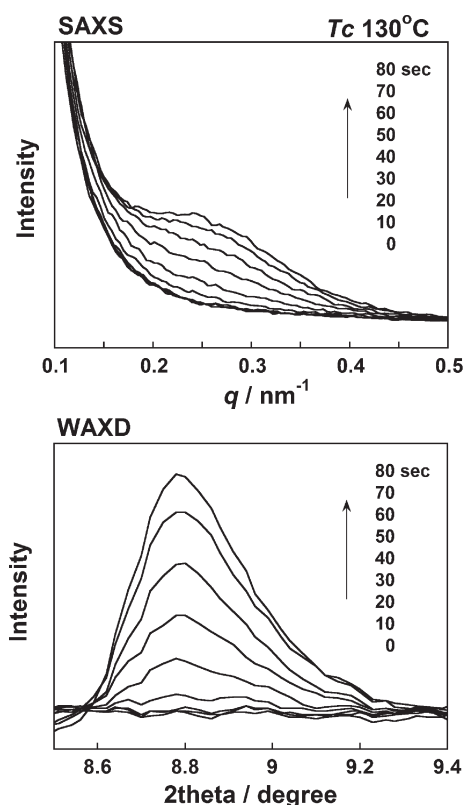 SAXS Tc 130°C
80 sec
70
60
50
40
30
20
10
0
Intensity
0.1 0.2 0.3 0.4 0.5
q / nm⁻¹
WAXD
80 sec
70
60
50
40
30
20
10
0
Intensity
8.6 8.8 9 9.2 9.4
2theta / degree